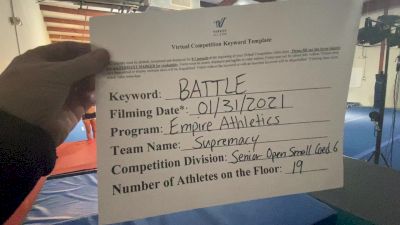 VARSITY
Virtual Competition Keyword Template
Keyword: BATTLE
Filming Date*: 01/31/2021
Program: Empire Athletics
Team Name: Supremacy
Competition Division: Senior Open Small Coed 6
Number of Athletes on the Floor: 19